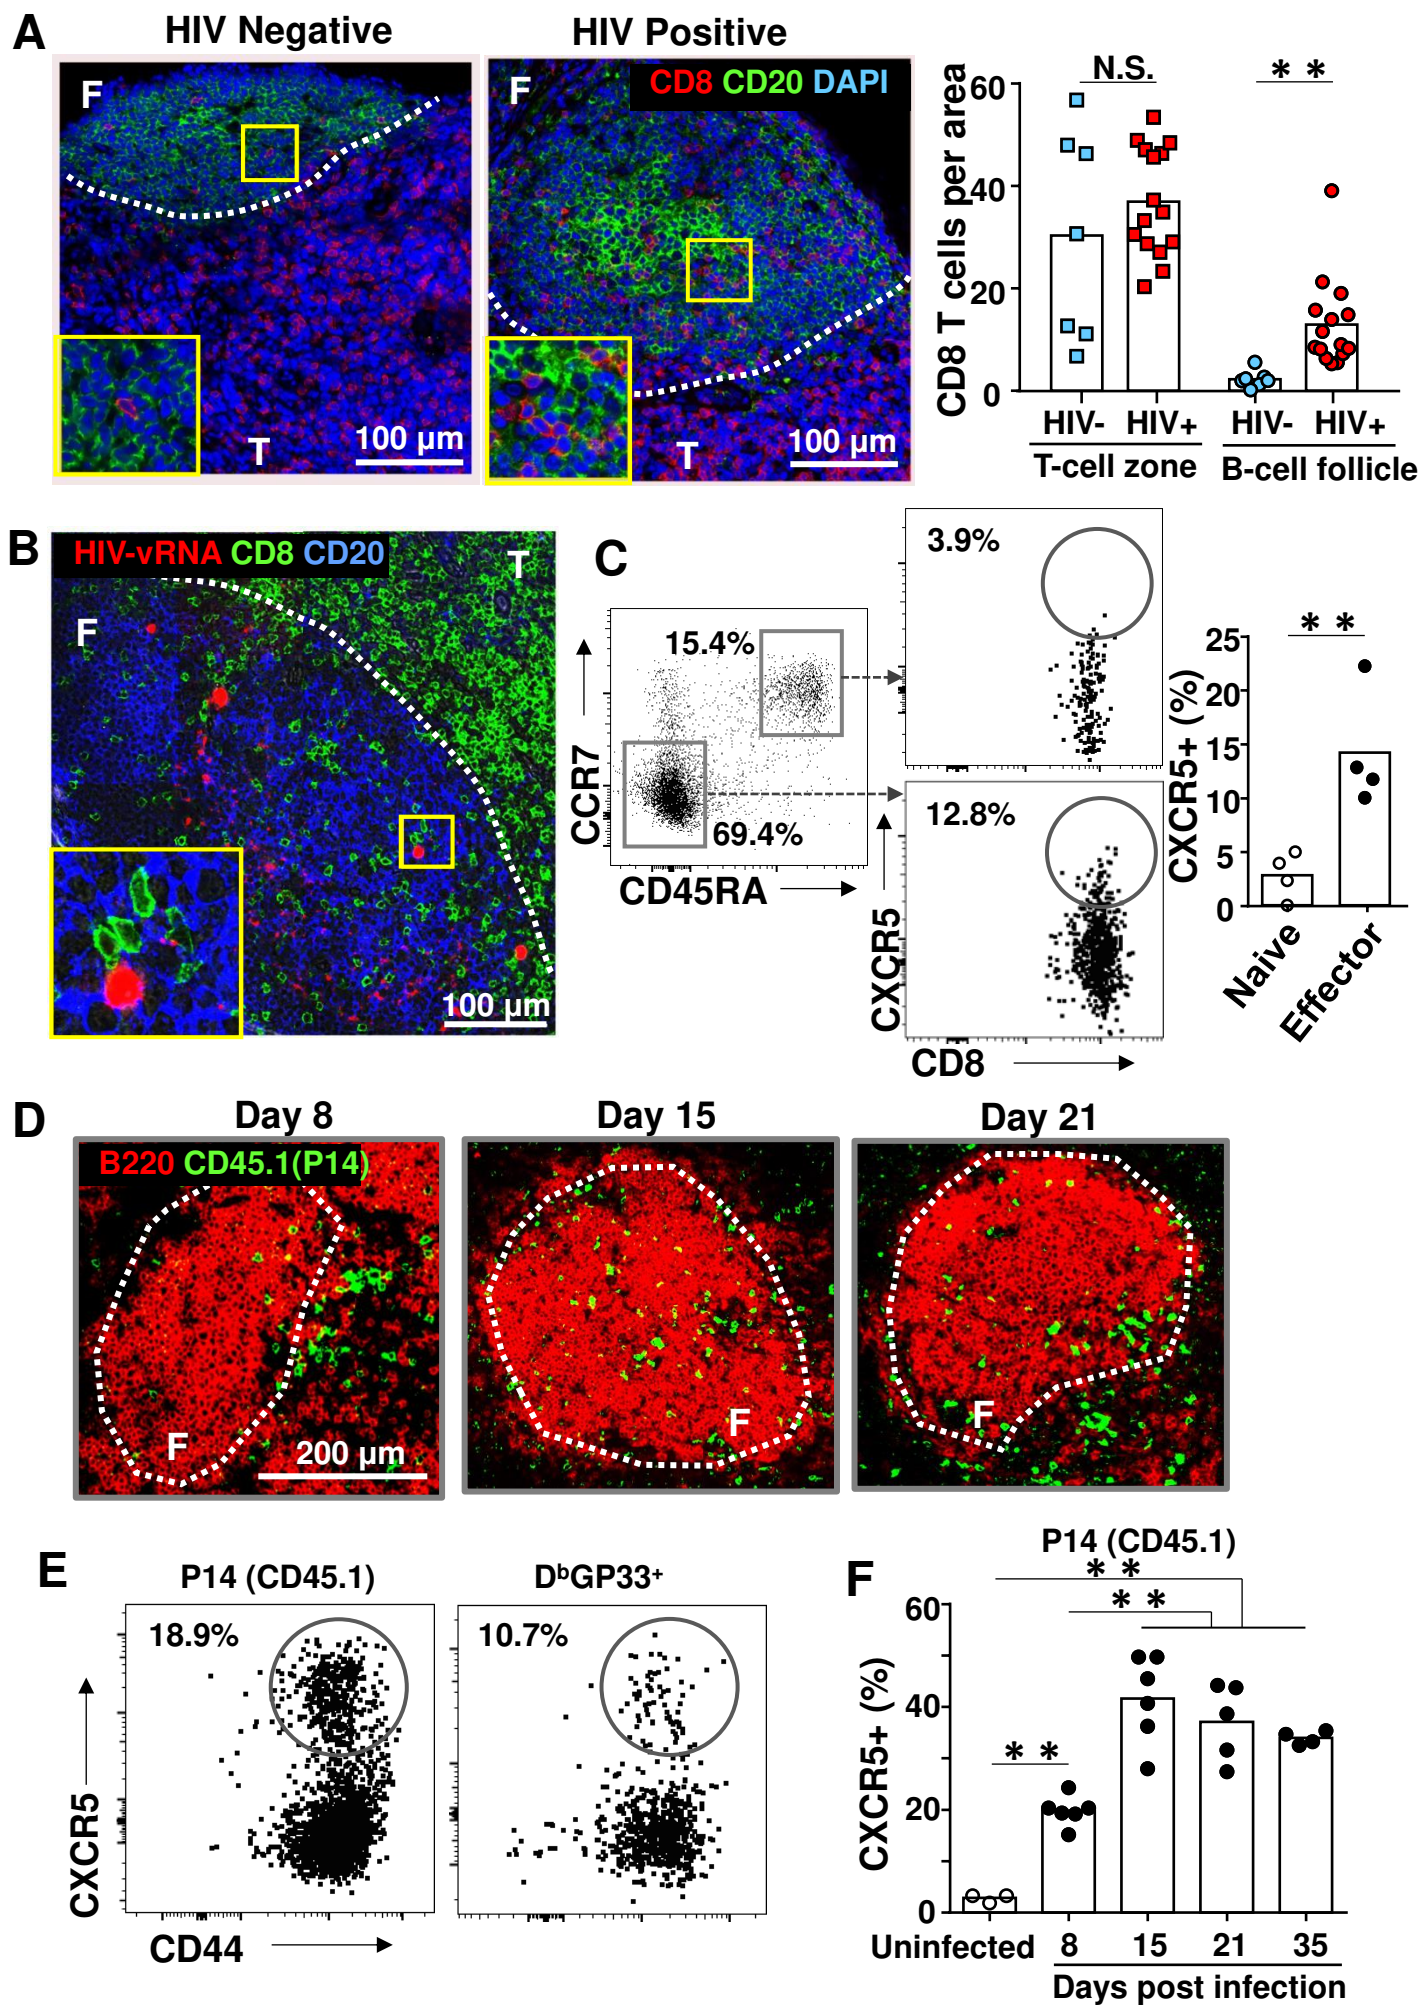 A
HIV Negative
HIV Positive
F
T
100 µm
F
CD8 CD20 DAPI
T
100 µm
CD8 T cells per area
60
40
20
0
N.S.
* *
HIV- HIV+ HIV- HIV+
T-cell zone B-cell follicle
B
HIV-vRNA CD8 CD20
T
F
100 µm
C
15.4%
69.4%
CCR7
CD45RA
3.9%
12.8%
CXCR5
CD8
CXCR5+ (%)
25
20
15
10
5
0
* *
Naive
Effector
D
Day 8
Day 15
Day 21
B220 CD45.1(P14)
F
200 µm
F
F
E
P14 (CD45.1)
DᵇGP33⁺
18.9%
10.7%
CXCR5
CD44
F
P14 (CD45.1)
* *
* *
* *
CXCR5+ (%)
60
40
20
0
Uninfected 8 15 21 35
Days post infection